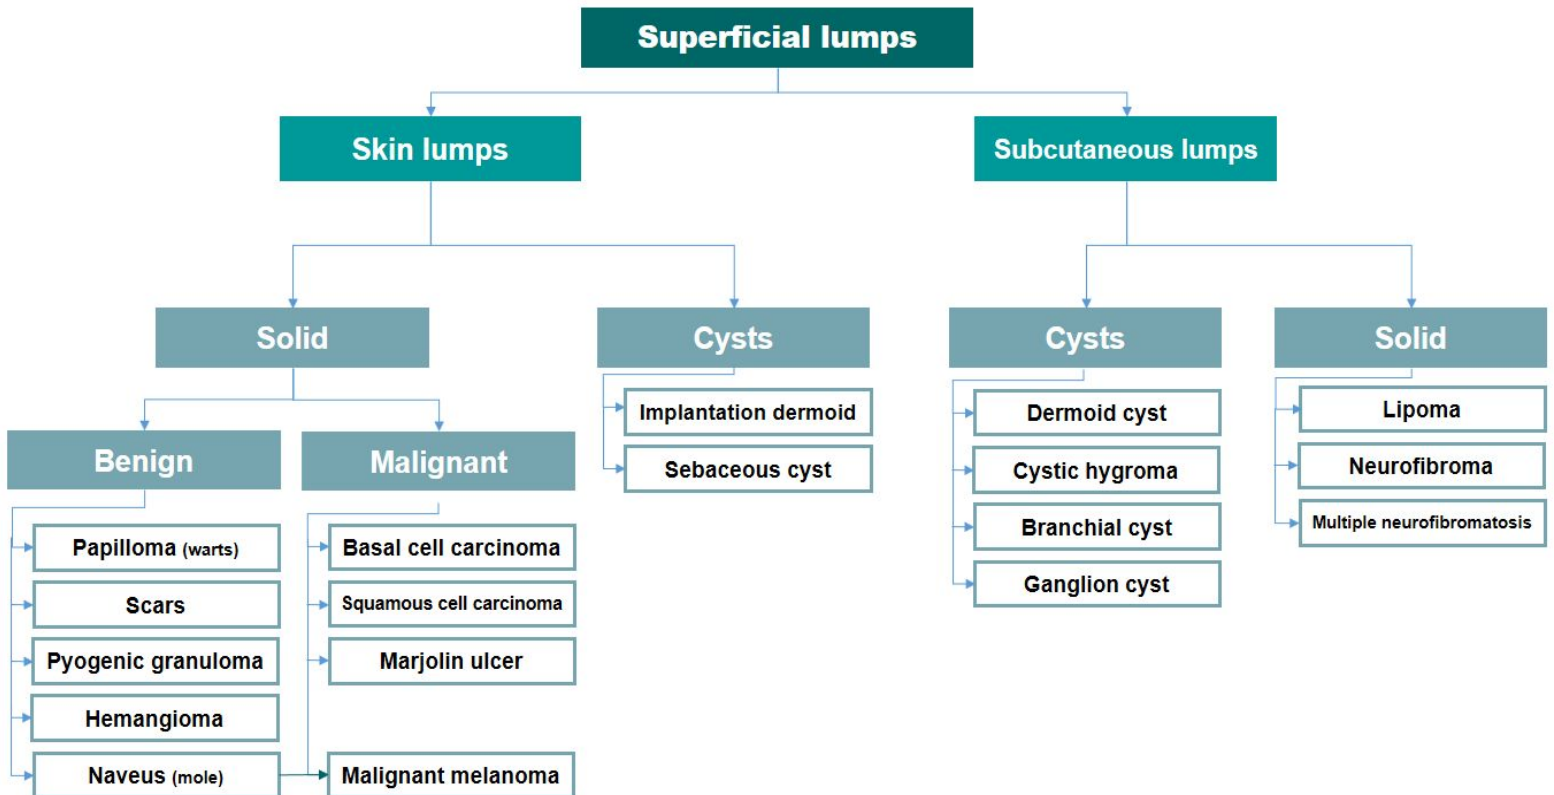 Superficial lumps
Skin lumps
Subcutaneous lumps
Solid
Cysts
Cysts
Solid
Benign
Malignant
Papilloma (warts)
Scars
Pyogenic granuloma
Hemangioma
Naveus (mole)
Basal cell carcinoma
Squamous cell carcinoma
Marjolin ulcer
Malignant melanoma
Implantation dermoid
Sebaceous cyst
Dermoid cyst
Cystic hygroma
Branchial cyst
Ganglion cyst
Lipoma
Neurofibroma
Multiple neurofibromatosis